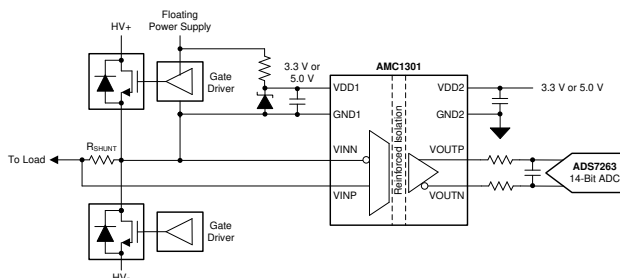 Floating
Power Supply
HV+
HV+
Gate
Driver
3.3 V or
5.0 V
AMC1301
VDD1
VDD2
3.3 V or 5.0 V
GND1
GND2
Reinforced Isolation
RSHUNT
To Load
VINN
VOUTP
ADS7263
14-Bit ADC
VINP
VOUTN
Gate
Driver
HV-